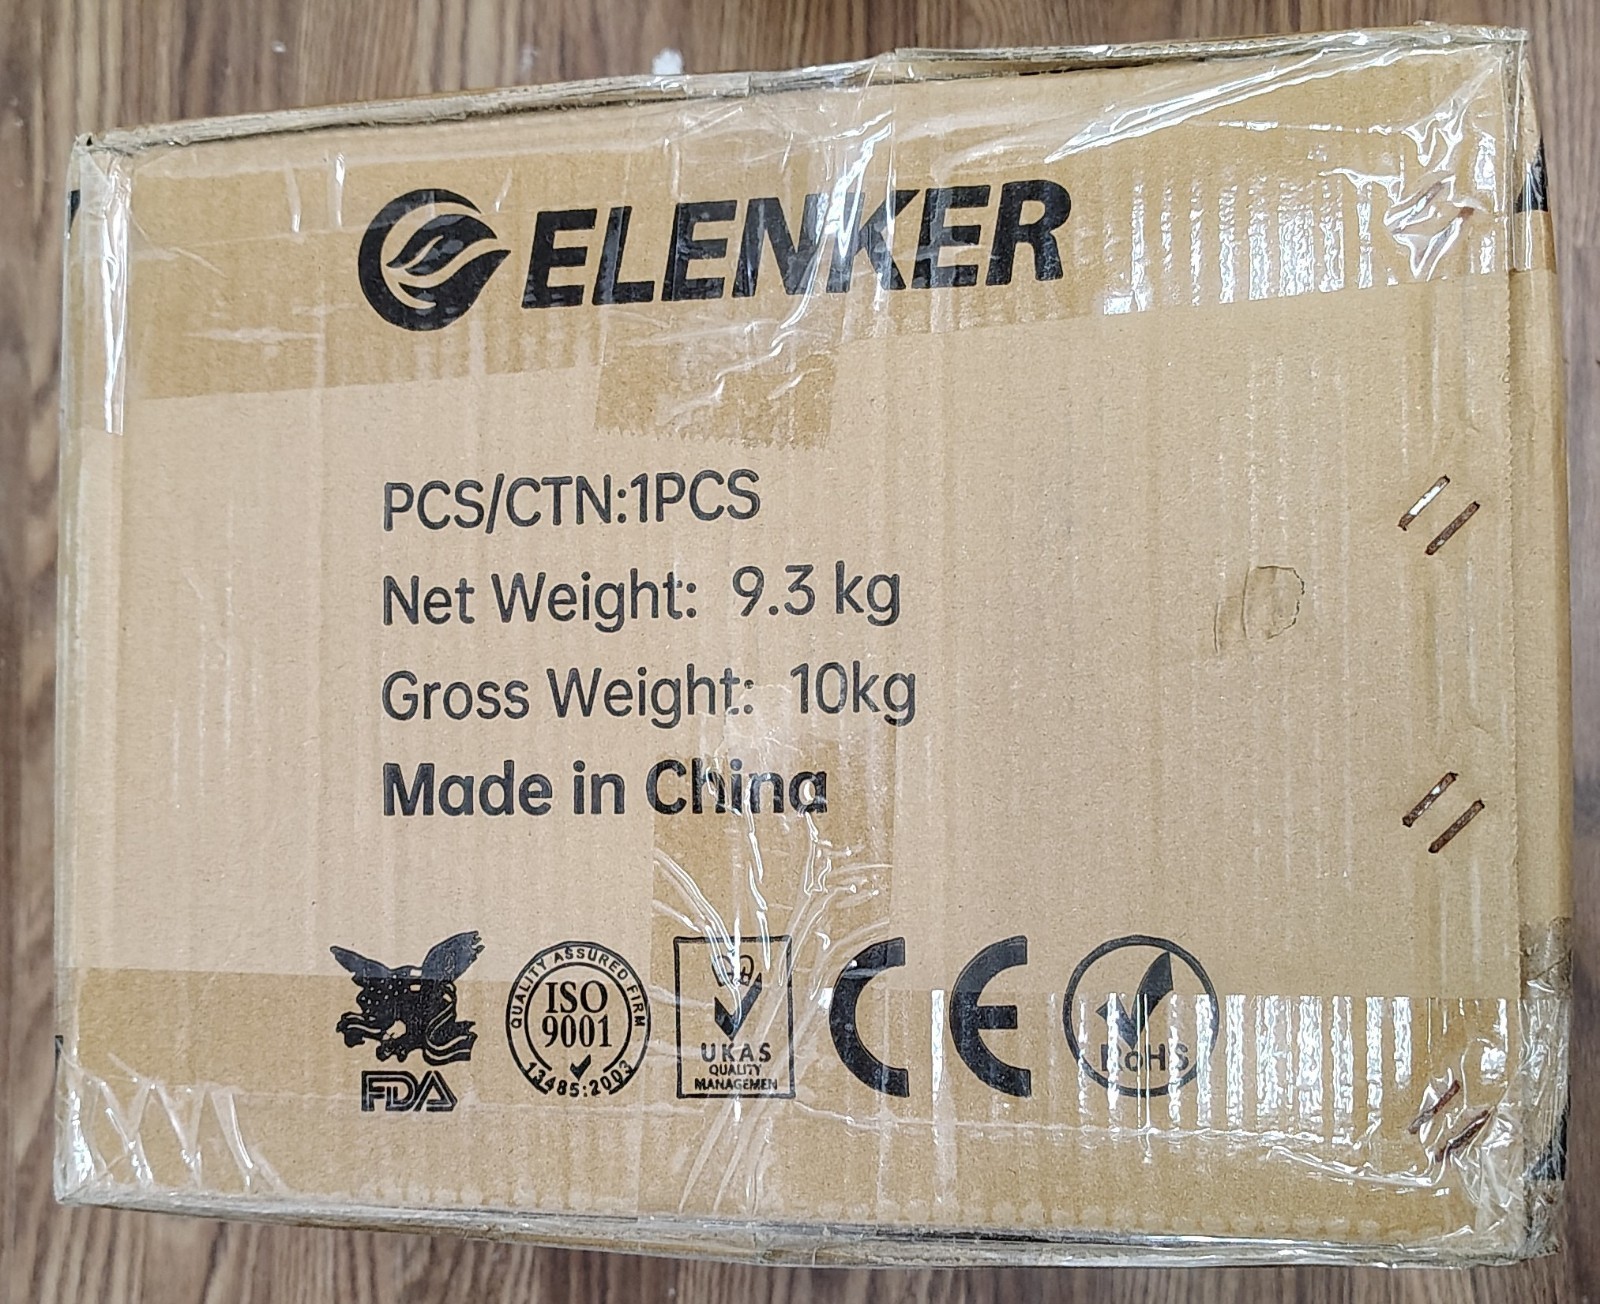 ELENKER
PCS/CTN:1PCS
Net Weight: 9.3 kg
Gross Weight: 10kg
Made in China
FDA
QUALITY ASSURED FIRM
ISO
9001
13485:2003
UKAS
QUALITY
MANAGEMEN
CE
RoHS